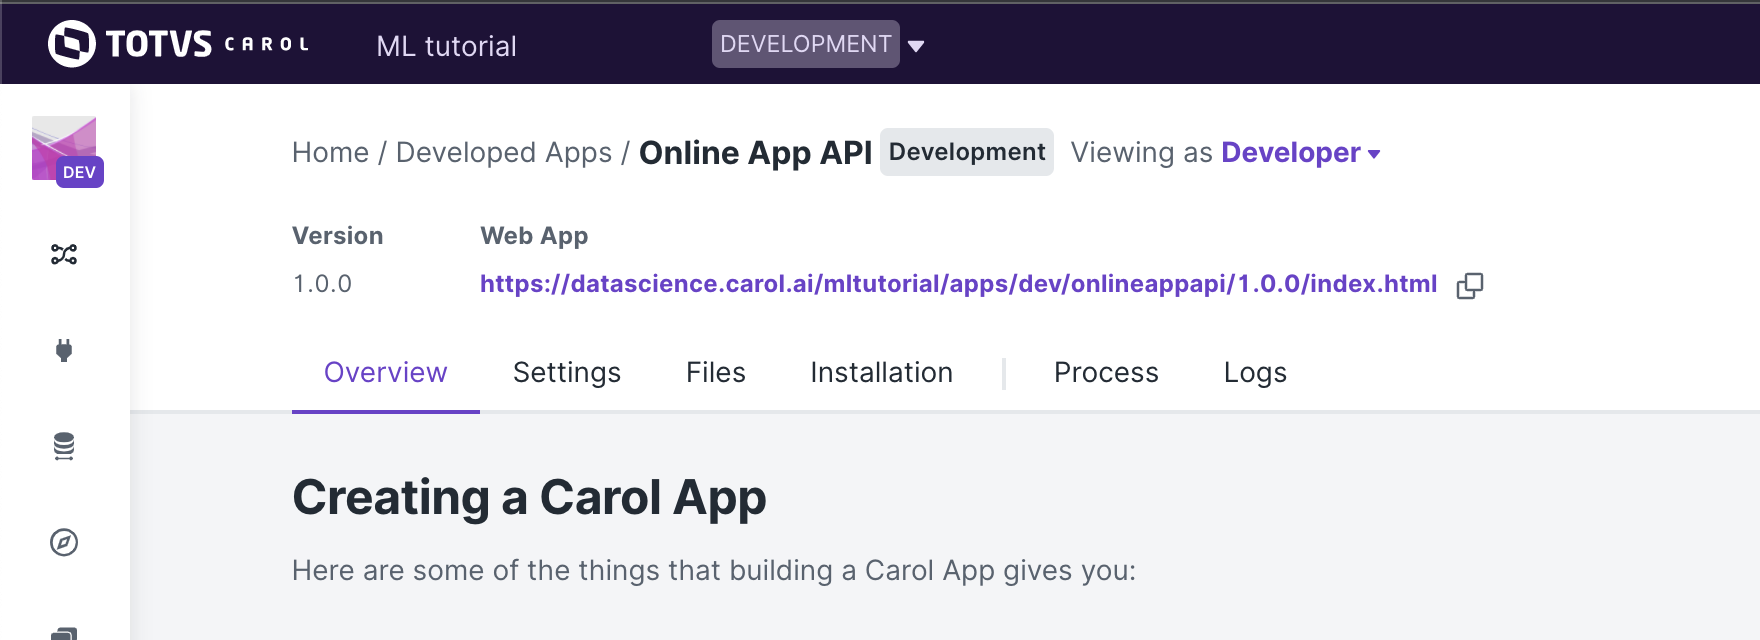 TOTVS CAROL ML tutorial DEVELOPMENT
DEV
Home / Developed Apps / Online App API Development Viewing as Developer
Version Web App
1.0.0 https://datascience.carol.ai/mltutorial/apps/dev/onlineappapi/1.0.0/index.html
Overview Settings Files Installation Process Logs
Creating a Carol App
Here are some of the things that building a Carol App gives you: